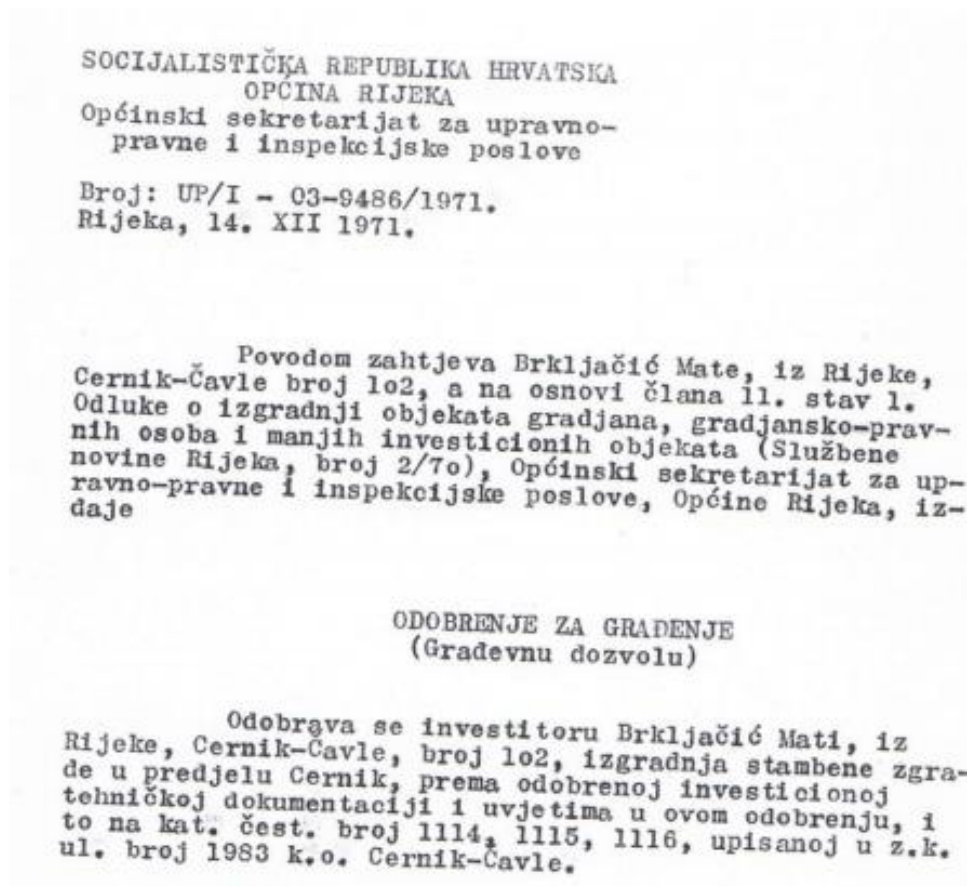 SOCIJALISTIČKA REPUBLIKA HRVATSKA
OPĆINA RIJEKA
Općinski sekretarijat za upravno-
pravne i inspekcijske poslove
Broj: UP/I - 03-9486/1971.
Rijeka, 14. XII 1971.
Povodom zahtjeva Brkljačić Mate, iz Rijeke,
Cernik-Čavle broj lo2, a na osnovi člana 11. stav 1.
Odluke o izgradnji objekata gradjana, gradjansko-prav-
nih osoba i manjih investicionih objekata (Službene
novine Rijeka, broj 2/7o), Općinski sekretarijat za up-
ravno-pravne i inspekcijske poslove, Općine Rijeka, iz-
daje
ODOBRENJE ZA GRAĐENJE
(Građevnu dozvolu)
Odobrava se investitoru Brkljačić Mati, iz
Rijeke, Cernik-Čavle, broj lo2, izgradnja stambene zgra-
de u predjelu Cernik, prema odobrenoj investicionoj
tehničkoj dokumentaciji i uvjetima u ovom odobrenju, i
to na kat. čest. broj 1114, 1115, 1116, upisanoj u z.k.
ul. broj 1983 k.o. Cernik-Čavle.